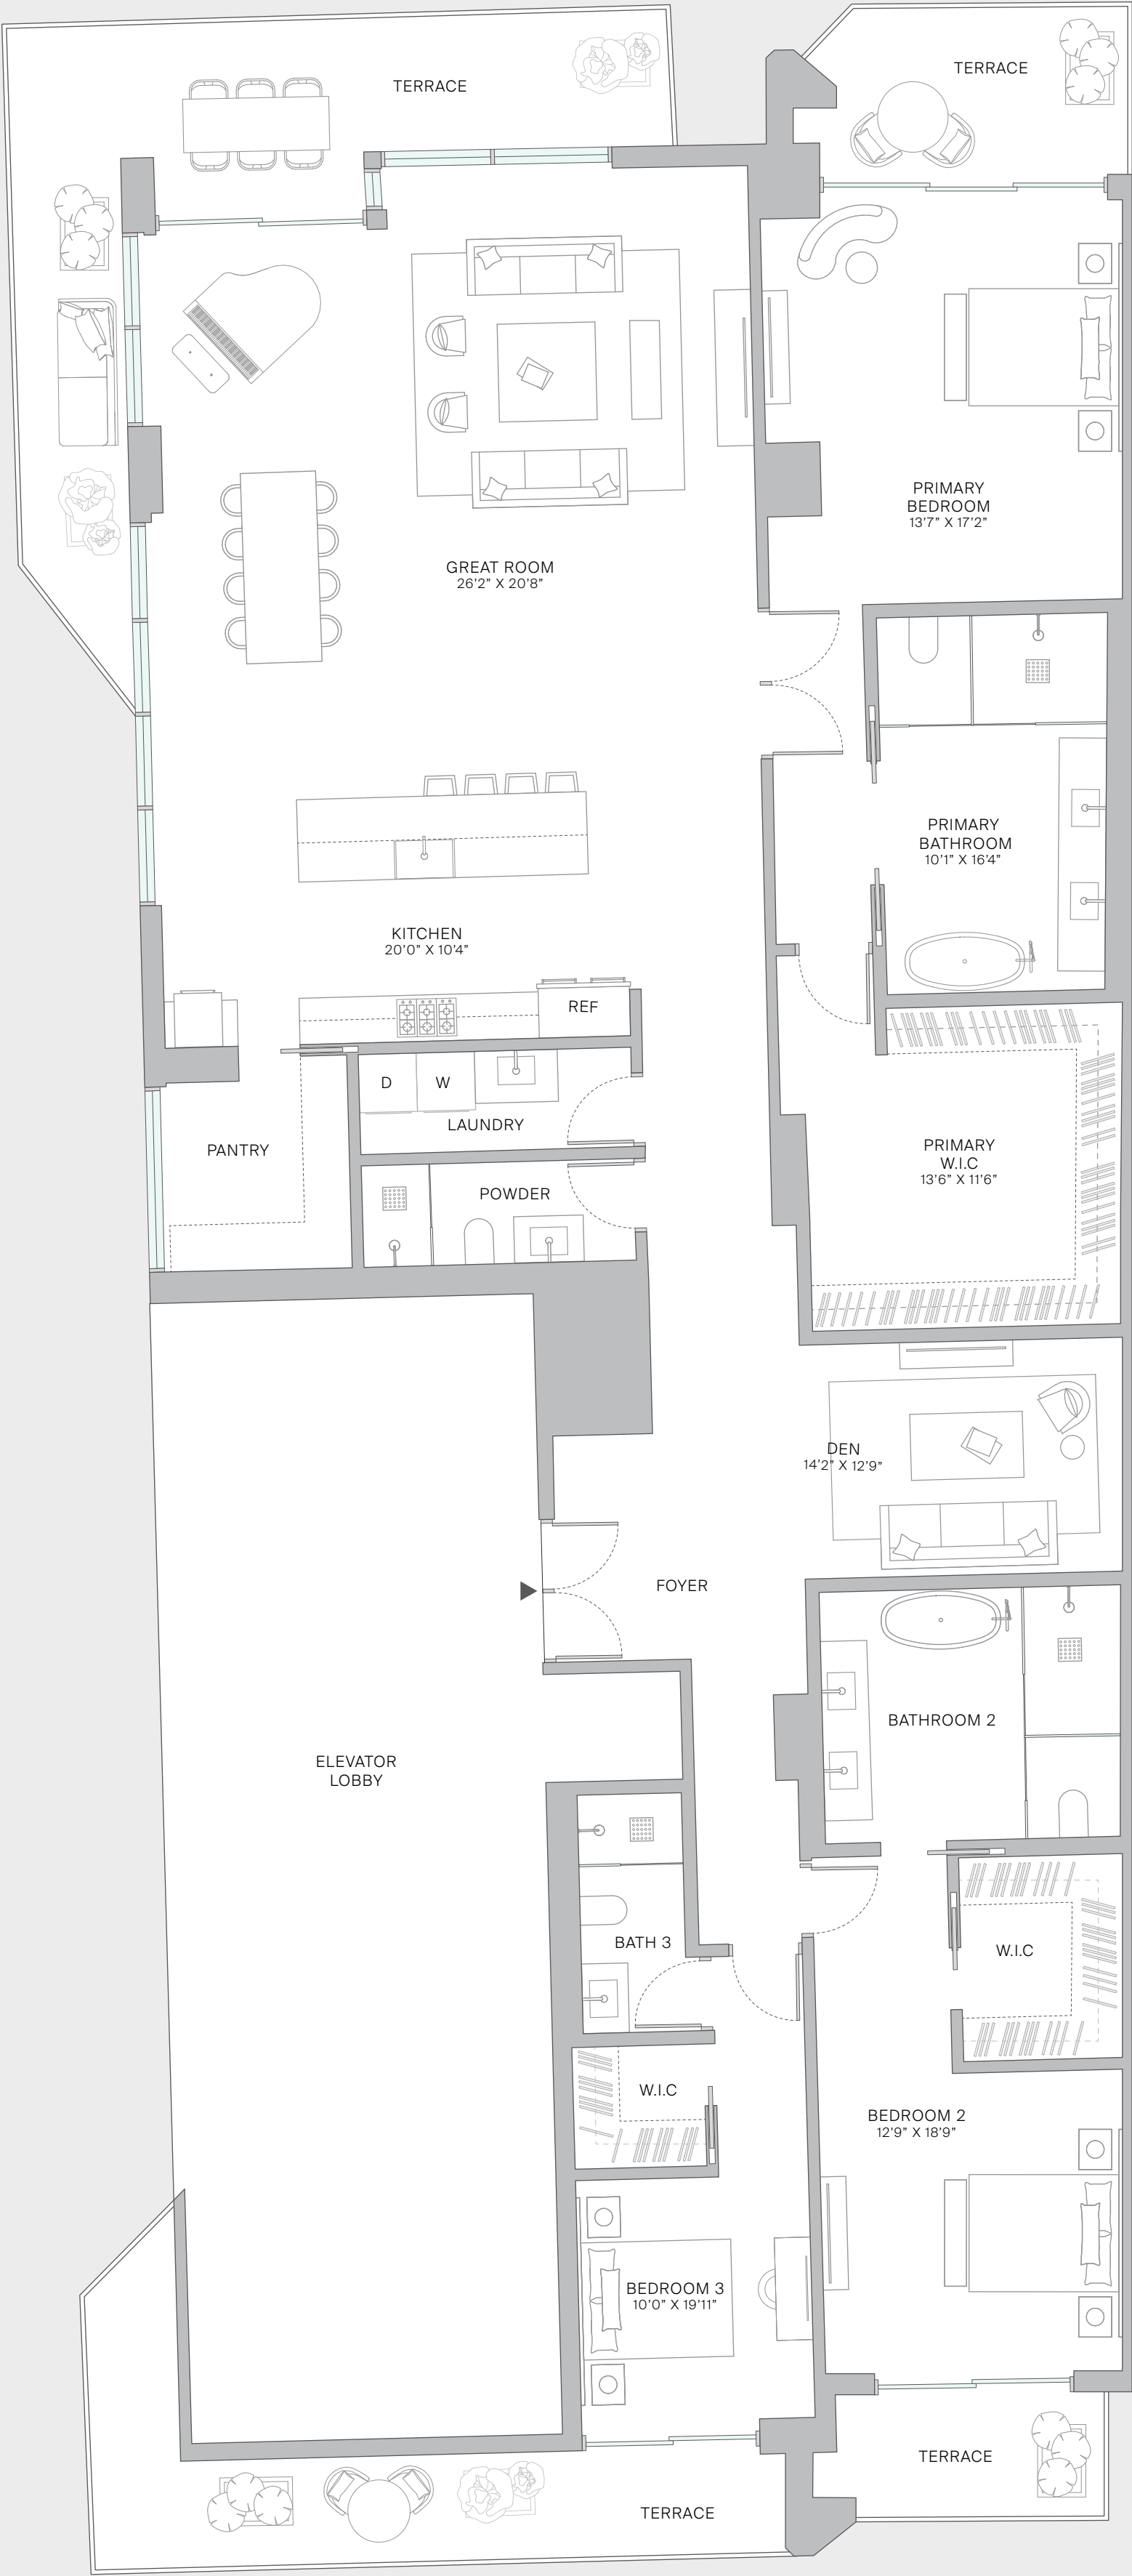 TERRACE
TERRACE
PRIMARY
BEDROOM
13’7” X 17’2”
GREAT ROOM
26’2” X 20’8”
PRIMARY
BATHROOM
10’1” X 16’4”
KITCHEN
20’0” X 10’4”
REF
D
W
LAUNDRY
PANTRY
POWDER
PRIMARY
W.I.C
13’6” X 11’6”
DEN
14’2” X 12’9”
FOYER
BATHROOM 2
ELEVATOR
LOBBY
BATH 3
W.I.C
W.I.C
BEDROOM 2
12’9” X 18’9”
BEDROOM 3
10’0” X 19’11”
TERRACE
TERRACE